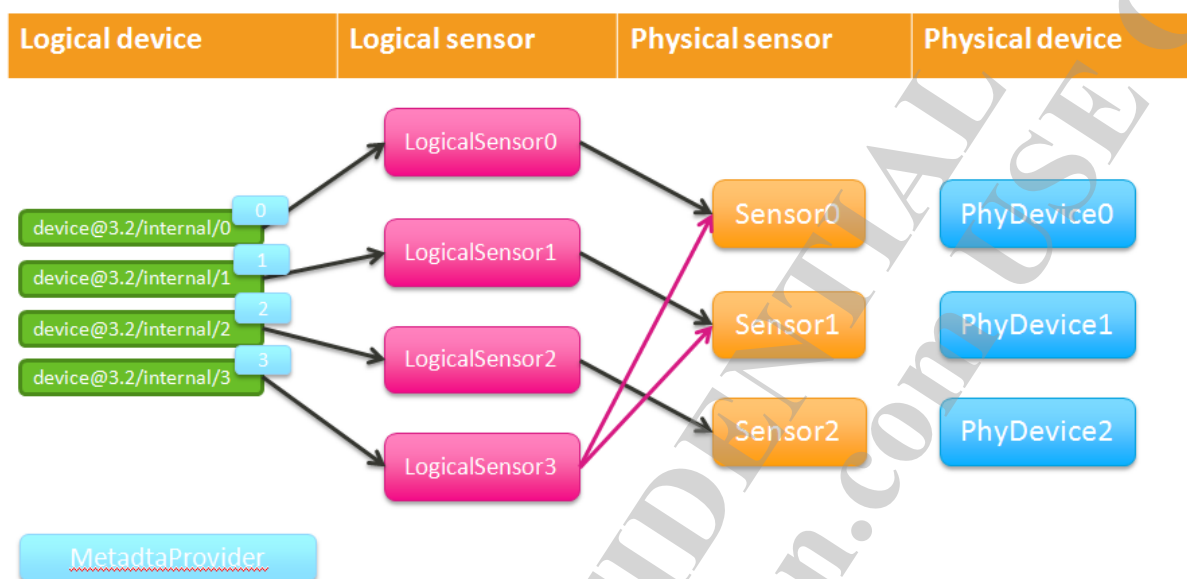 Logical device
Logical sensor
Physical sensor
Physical device
LogicalSensor0
0
device@3.2/internal/0
Sensor0
PhyDevice0
1
device@3.2/internal/1
LogicalSensor1
2
device@3.2/internal/2
Sensor1
PhyDevice1
3
device@3.2/internal/3
LogicalSensor2
Sensor2
PhyDevice2
LogicalSensor3
MetadtaProvider